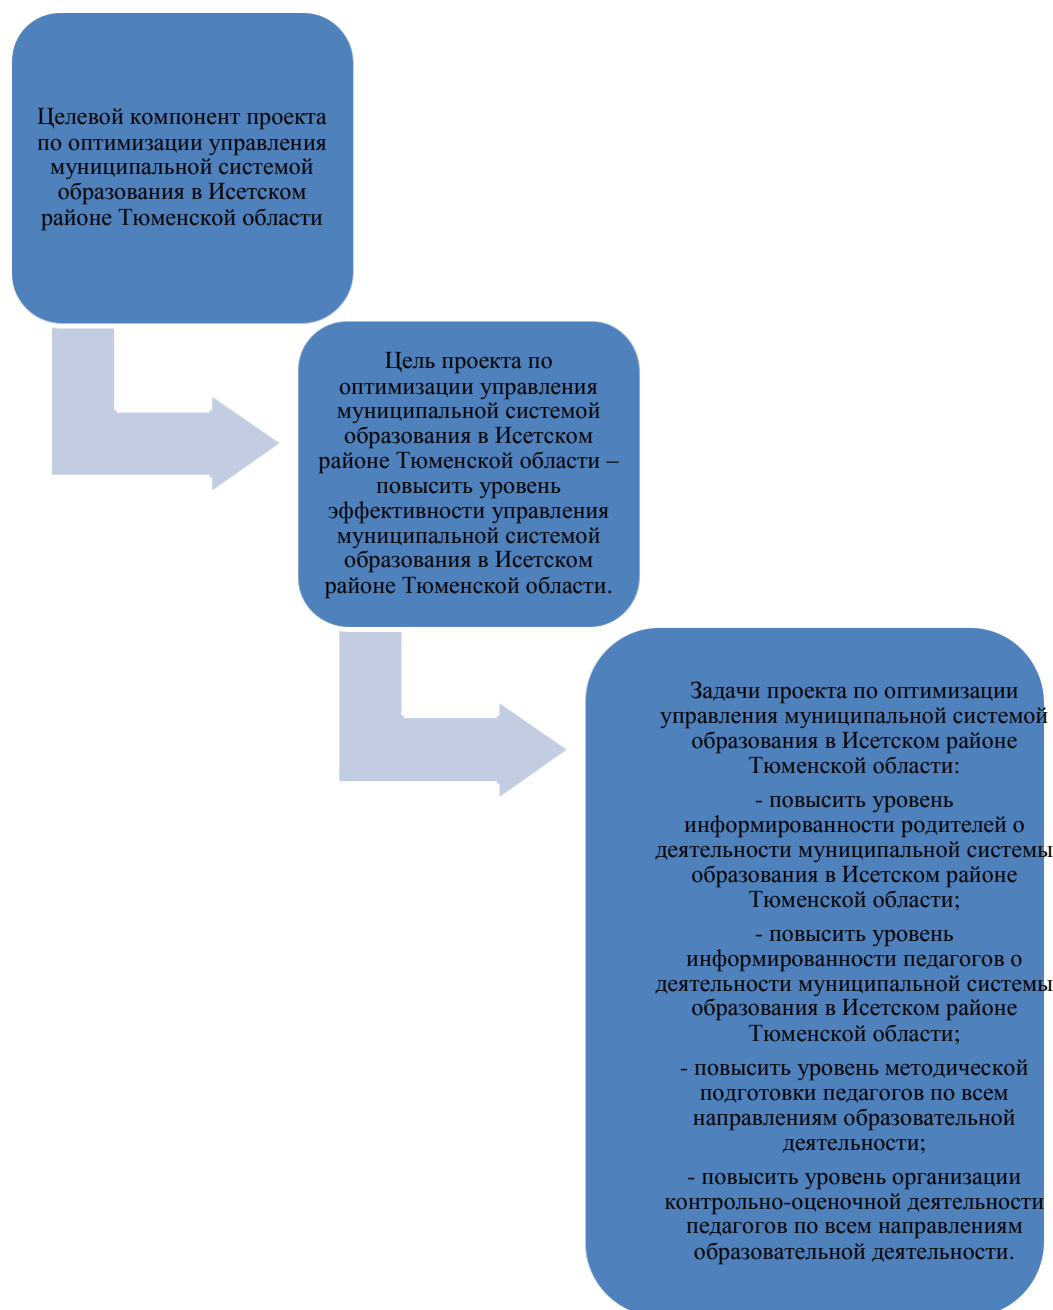 Целевой компонент проекта
по оптимизации управления
муниципальной системой
образования в Исетском
районе Тюменской области
Цель проекта по
оптимизации управления
муниципальной системой
образования в Исетском
районе Тюменской области –
повысить уровень
эффективности управления
муниципальной системой
образования в Исетском
районе Тюменской области.
Задачи проекта по оптимизации
управления муниципальной системой
образования в Исетском районе
Тюменской области:
- повысить уровень
информированности родителей о
деятельности муниципальной системы
образования в Исетском районе
Тюменской области;
- повысить уровень
информированности педагогов о
деятельности муниципальной системы
образования в Исетском районе
Тюменской области;
- повысить уровень методической
подготовки педагогов по всем
направлениям образовательной
деятельности;
- повысить уровень организации
контрольно-оценочной деятельности
педагогов по всем направлениям
образовательной деятельности.